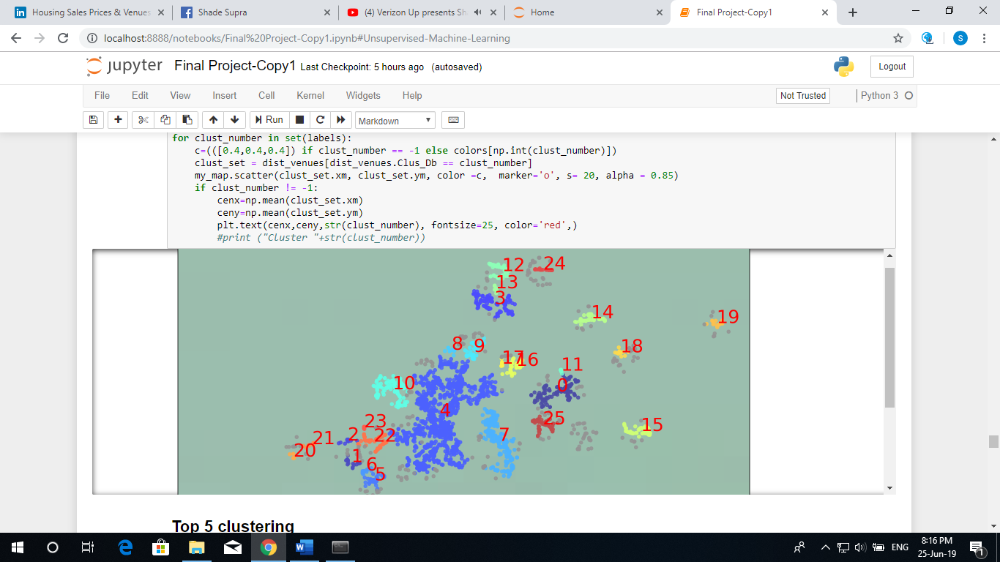 Housing Sales Prices & Venues
Shade Supra
(4) Verizon Up presents Sh
Home
Final Project-Copy1
localhost:8888/notebooks/Final%20Project-Copy1.ipynb#Unsupervised-Machine-Learning
S
jupyter Final Project-Copy1 Last Checkpoint: 5 hours ago (autosaved)
Logout
File Edit View Insert Cell Kernel Widgets Help
Not Trusted
Python 3
Run
Markdown
for clust_number in set(labels):
    c=(([0.4,0.4,0.4]) if clust_number == -1 else colors[np.int(clust_number)])
    clust_set = dist_venues[dist_venues.Clus_Db == clust_number]
    my_map.scatter(clust_set.xm, clust_set.ym, color =c,  marker='o', s= 20, alpha = 0.85)
    if clust_number != -1:
        cenx=np.mean(clust_set.xm)
        ceny=np.mean(clust_set.ym)
        plt.text(cenx,ceny,str(clust_number), fontsize=25, color='red',)
        #print ("Cluster "+str(clust_number))
12 24
13
3
14
19
8 9 18
17 16
11
10 0
4
23 25
15
21 2 22 7
20 1
6
5
Top 5 clustering
ENG
8:16 PM
25-Jun-19
1